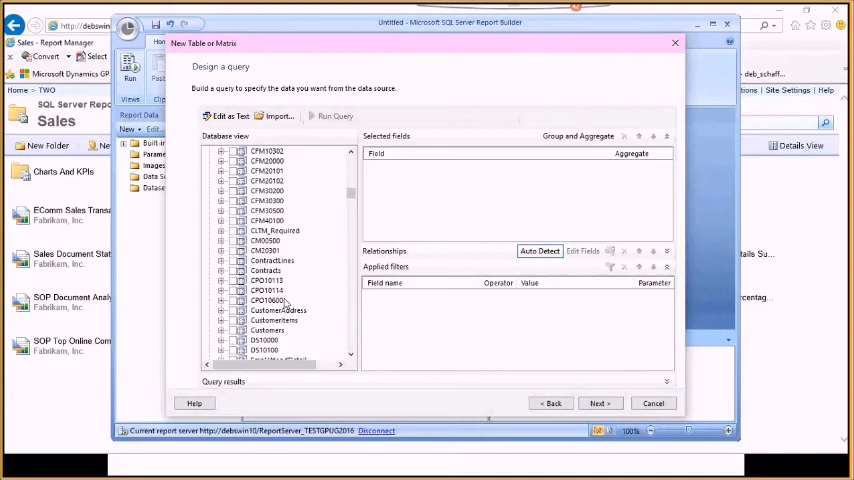 Untitled - Microsoft SQL Server Report Builder
http://debswin
Sales - Report Manager
Convert
Select
Microsoft Dynamics GP
deb_schaff...
Home > TWO
Site Settings | Help
SQL Server Repo
Sales
New Folder
Details View
Charts And KPIs
EComm Sales Transa
Fabrikam, Inc.
Sales Document Stat
Fabrikam, Inc.
SOP Document Analy
Fabrikam, Inc.
SOP Top Online Com
Fabrikam, Inc.
Run
Views
Report Data
New
Edit...
Built-in
Parame
Images
Data So
Dataset
New Table or Matrix
Design a query
Build a query to specify the data you want from the data source.
Edit as Text
Import...
Run Query
Database view
CFM10302
CFM20000
CFM20101
CFM20102
CFM30200
CFM30300
CFM30500
CFM40100
CLTM_Required
CM00500
CM20301
ContractLines
Contracts
CPO10113
CPO10114
CPO10600
CustomerAddress
CustomerItems
Customers
DS10000
DS10100
Selected fields
Group and Aggregate
Field
Aggregate
Relationships
Auto Detect
Edit Fields
Applied filters
Field name
Operator
Value
Parameter
Query results
Help
< Back
Next >
Cancel
Current report server http://debswin10/ReportServer_TESTGPUG2016
Disconnect
100%